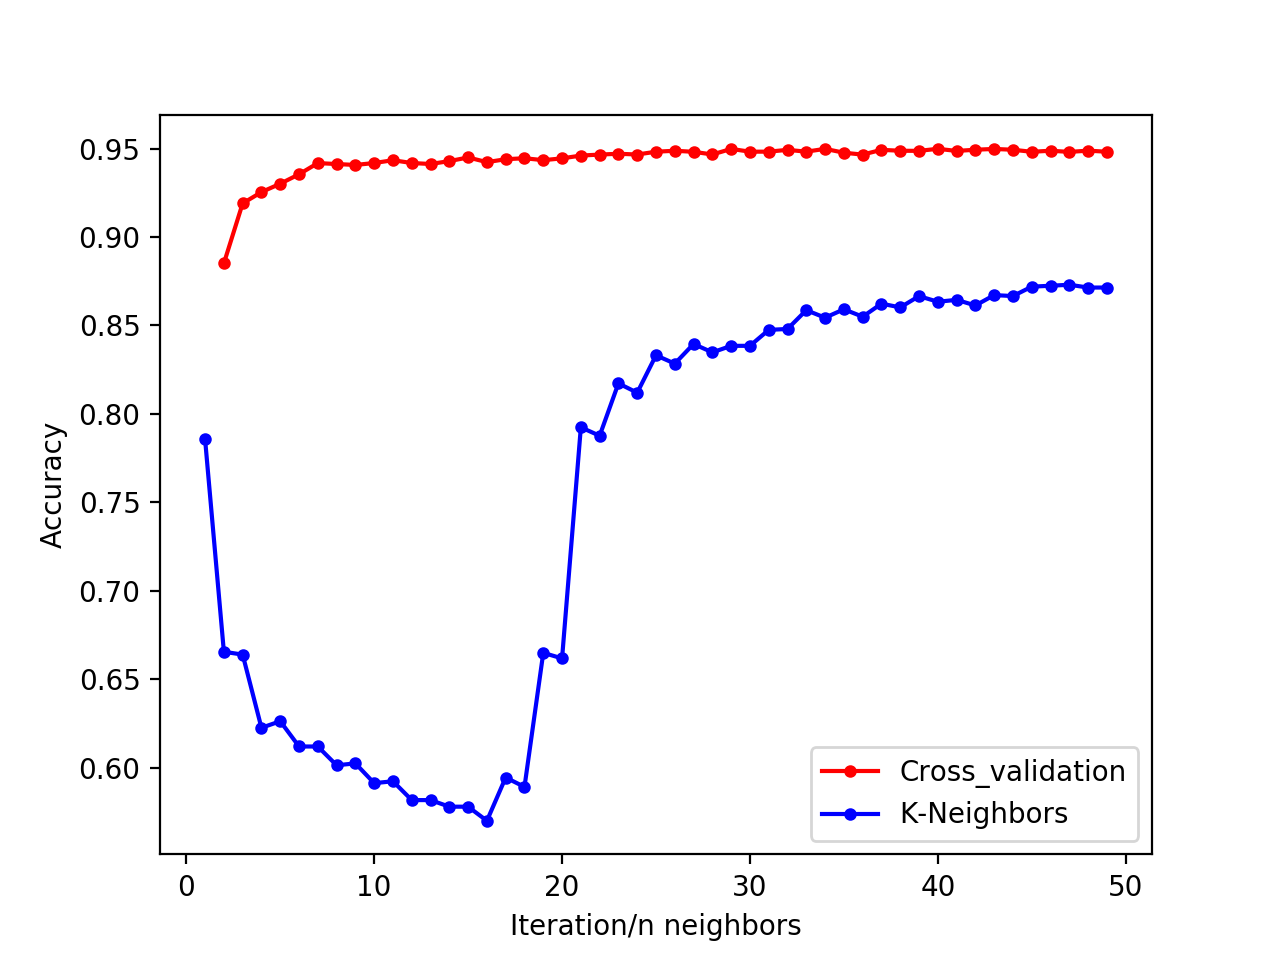 0.95
0.90
0.85
0.80
0.75
0.70
0.65
0.60
Accuracy
Cross_validation
K-Neighbors
0 10 20 30 40 50
Iteration/n neighbors